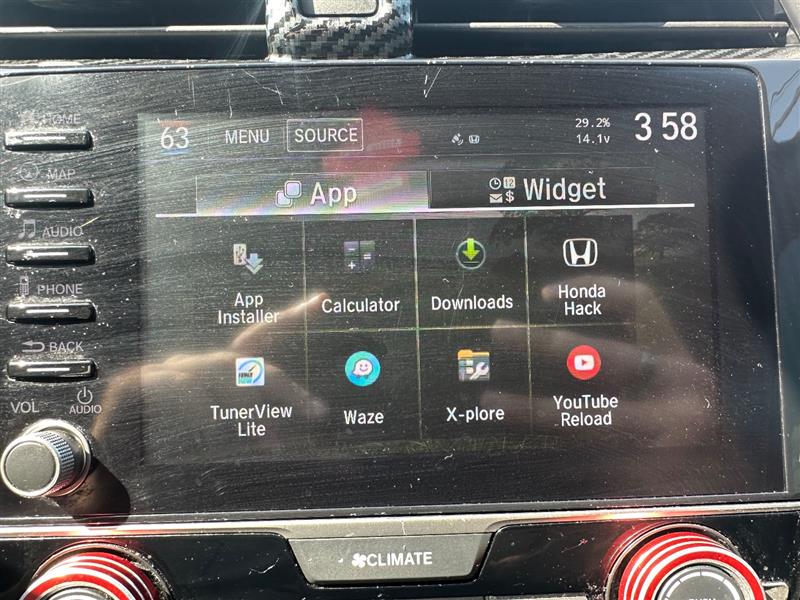 HOME
MAP
AUDIO
PHONE
BACK
VOL
AUDIO
63
MENU
SOURCE
29.2%
14.1v
3 58
App
12
$
Widget
App
Installer
Calculator
Downloads
Honda
Hack
TunerView
Lite
Waze
X-plore
YouTube
Reload
CLIMATE